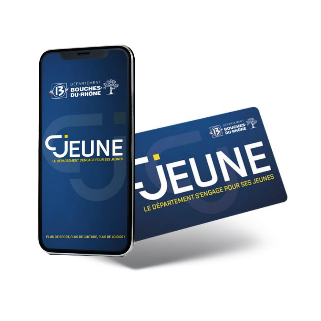 DÉPARTEMENT
13 BOUCHES
DU-RHÔNE
CJEUNE
LE DÉPARTEMENT S'ENGAGE POUR SES JEUNES
DÉPARTEMENT
13 BOUCHES
DU-RHÔNE
CJEUNE
LE DÉPARTEMENT S'ENGAGE POUR SES JEUNES